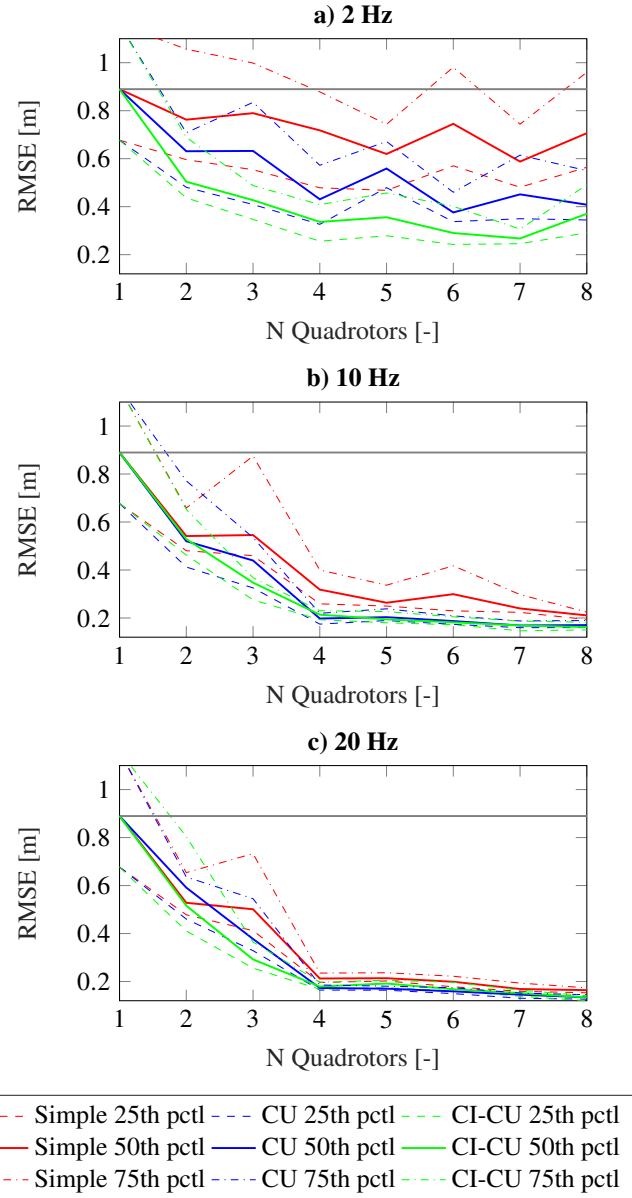 a) 2 Hz
1
0.8
0.6
0.4
0.2
RMSE [m]
1 2 3 4 5 6 7 8
N Quadrotors [-]
b) 10 Hz
1
0.8
0.6
0.4
0.2
RMSE [m]
1 2 3 4 5 6 7 8
N Quadrotors [-]
c) 20 Hz
1
0.8
0.6
0.4
0.2
RMSE [m]
1 2 3 4 5 6 7 8
N Quadrotors [-]
Simple 25th pctl CU 25th pctl CI-CU 25th pctl
Simple 50th pctl CU 50th pctl CI-CU 50th pctl
Simple 75th pctl CU 75th pctl CI-CU 75th pctl